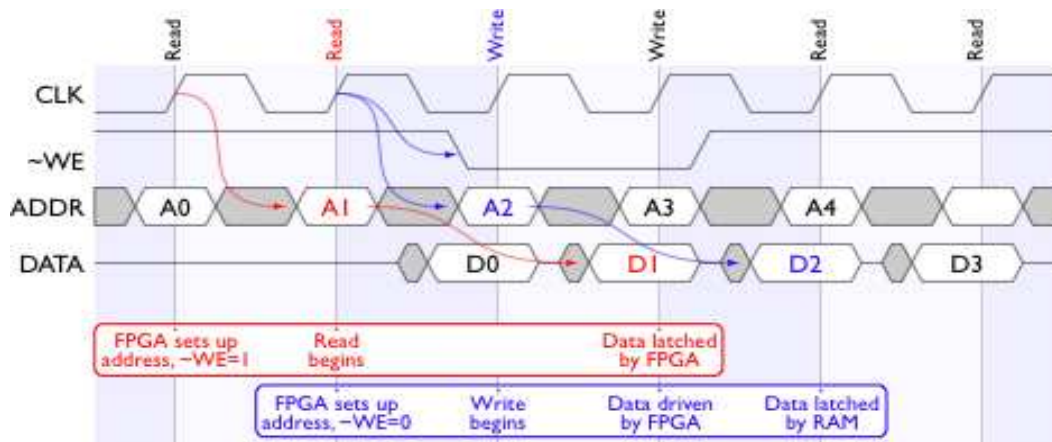 Read
Read
Write
Write
Read
Read
CLK
~WE
ADDR
A0
A1
A2
A3
A4
DATA
D0
D1
D2
D3
FPGA sets up
address, ~WE=1
Read
begins
Data latched
by FPGA
FPGA sets up
address, ~WE=0
Write
begins
Data driven
by FPGA
Data latched
by RAM